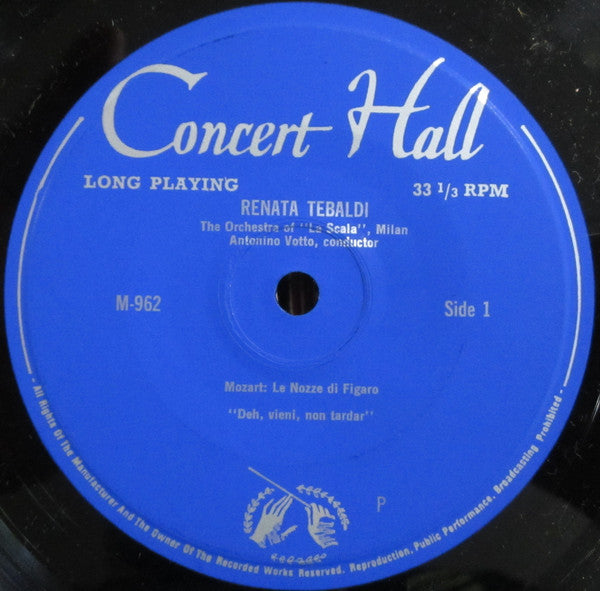 Concert Hall
LONG PLAYING
33 1/3 RPM
RENATA TEBALDI
The Orchestra of "La Scala", Milan
Antonino Votto, conductor
M-962
Side 1
Mozart: Le Nozze di Figaro
"Deh, vieni, non tardar"
P
- All Rights Of The Manufacturer And The Owner Of The Recorded Works Reserved. Reproduction. Public Performance. Broadcasting Prohibited -